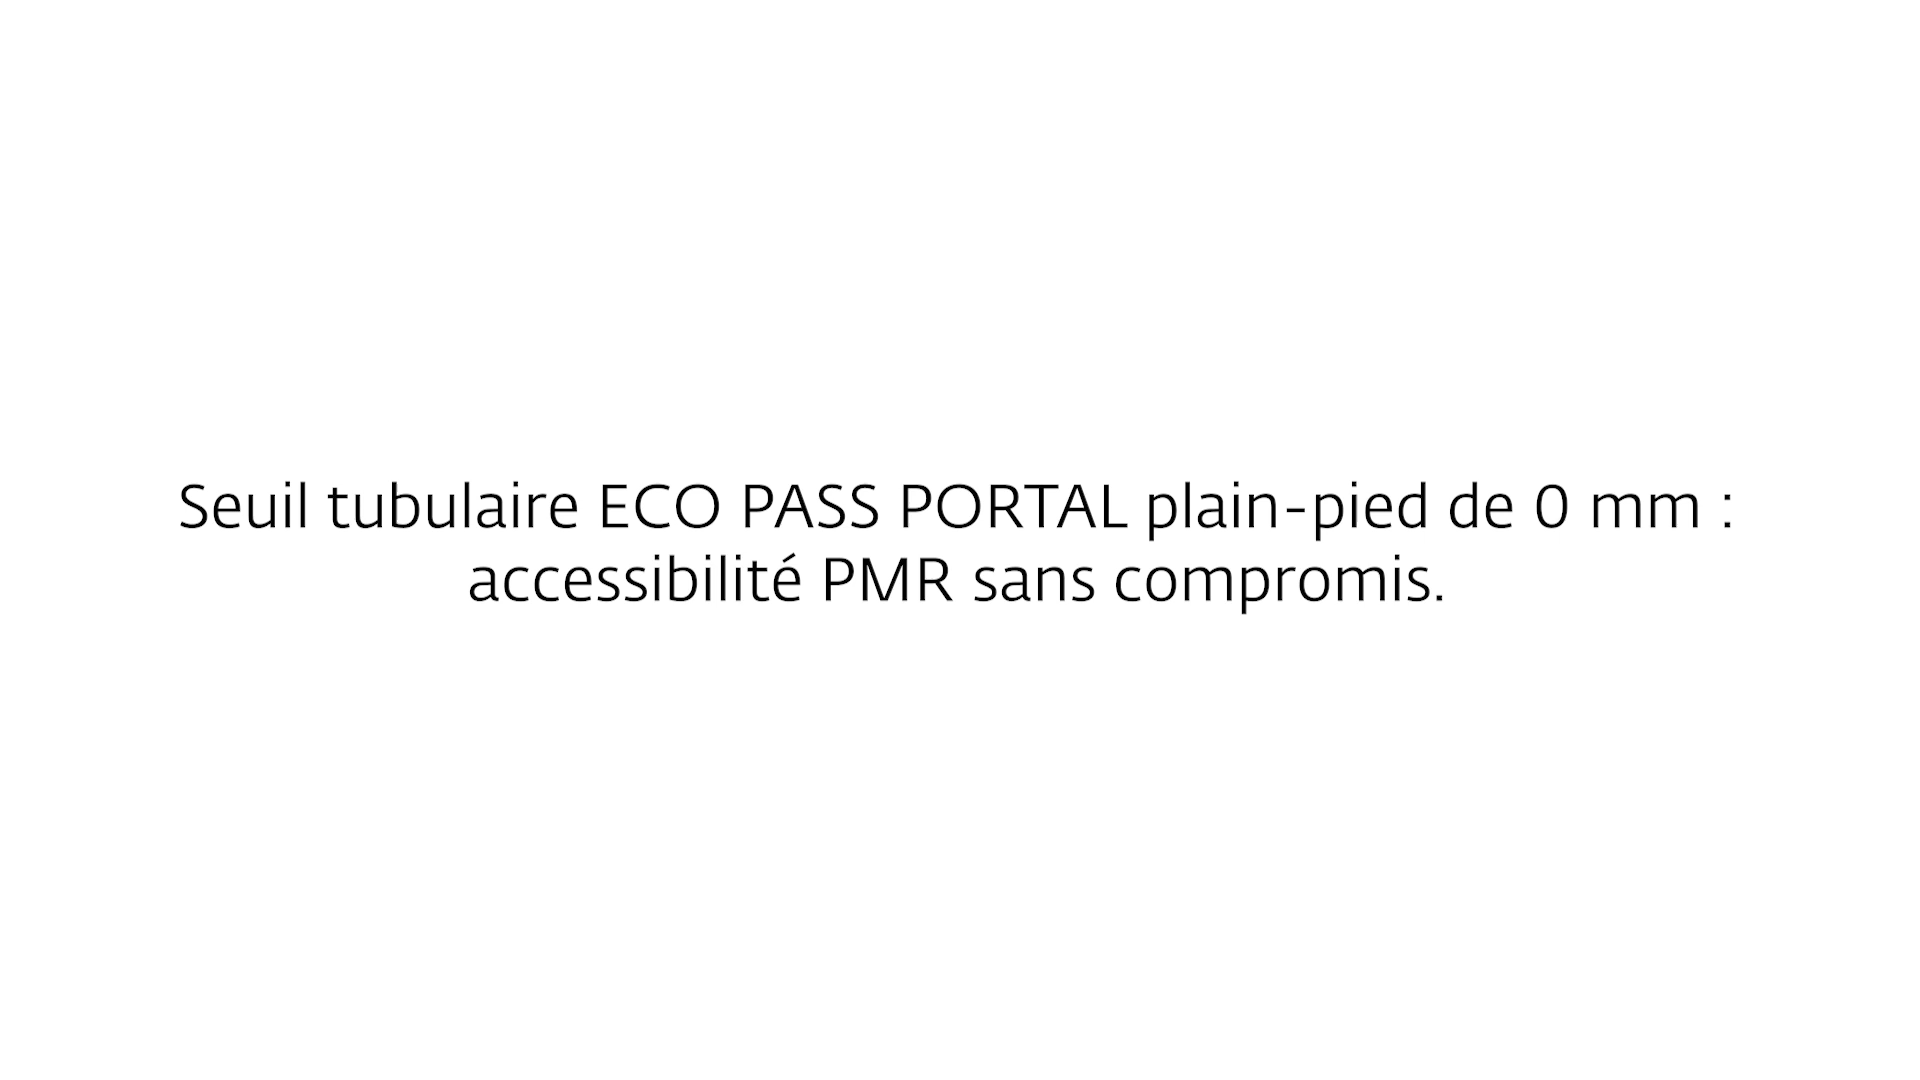 Seuil tubulaire ECO PASS PORTAL plain-pied de 0 mm :
accessibilité PMR sans compromis.